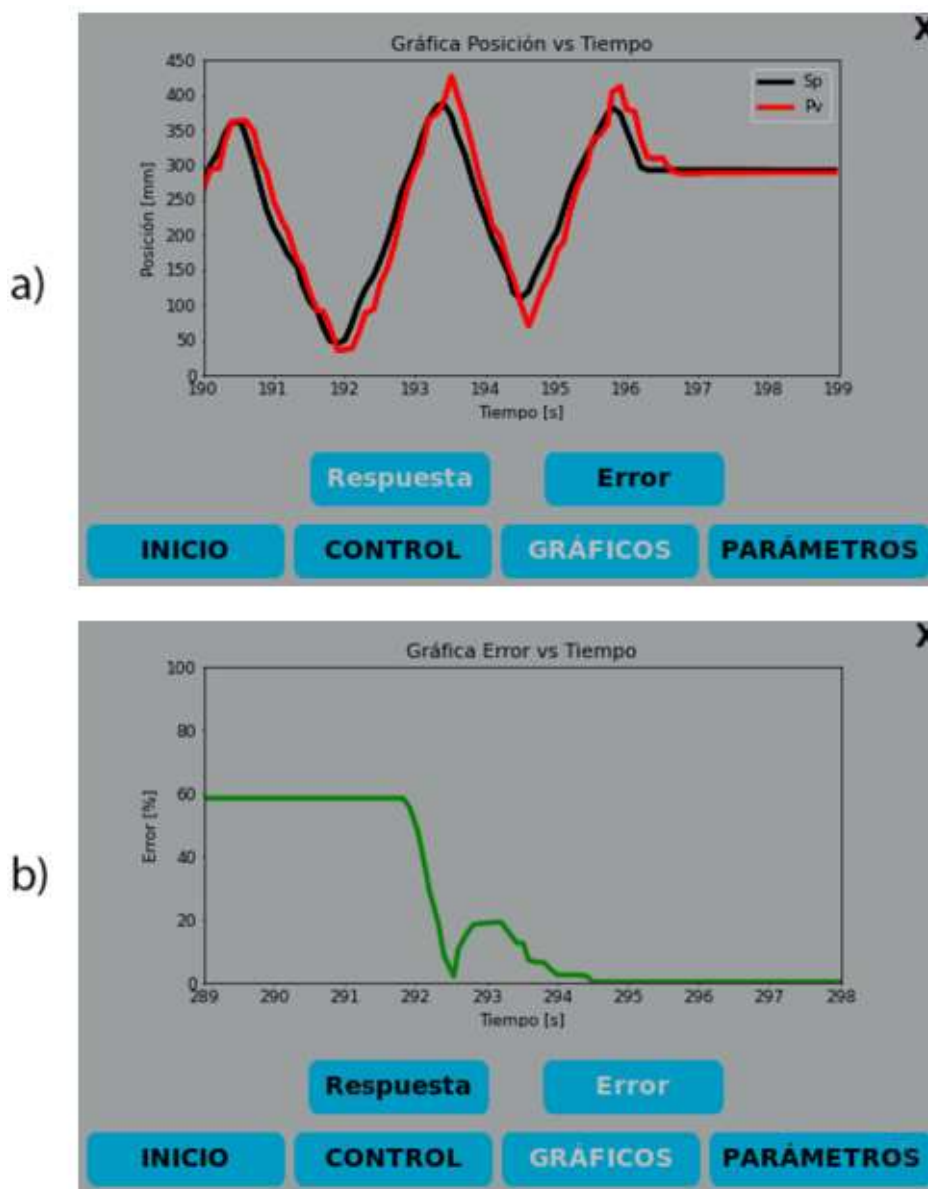 a)
X
Gráfica Posición vs Tiempo
450
400
350
300
250
200
150
100
50
0
Posición [mm]
Sp
Pv
190 191 192 193 194 195 196 197 198 199
Tiempo [s]
Respuesta Error
INICIO CONTROL GRÁFICOS PARÁMETROS
b)
X
Gráfica Error vs Tiempo
100
80
60
40
20
0
Error [%]
289 290 291 292 293 294 295 296 297 298
Tiempo [s]
Respuesta Error
INICIO CONTROL GRÁFICOS PARÁMETROS